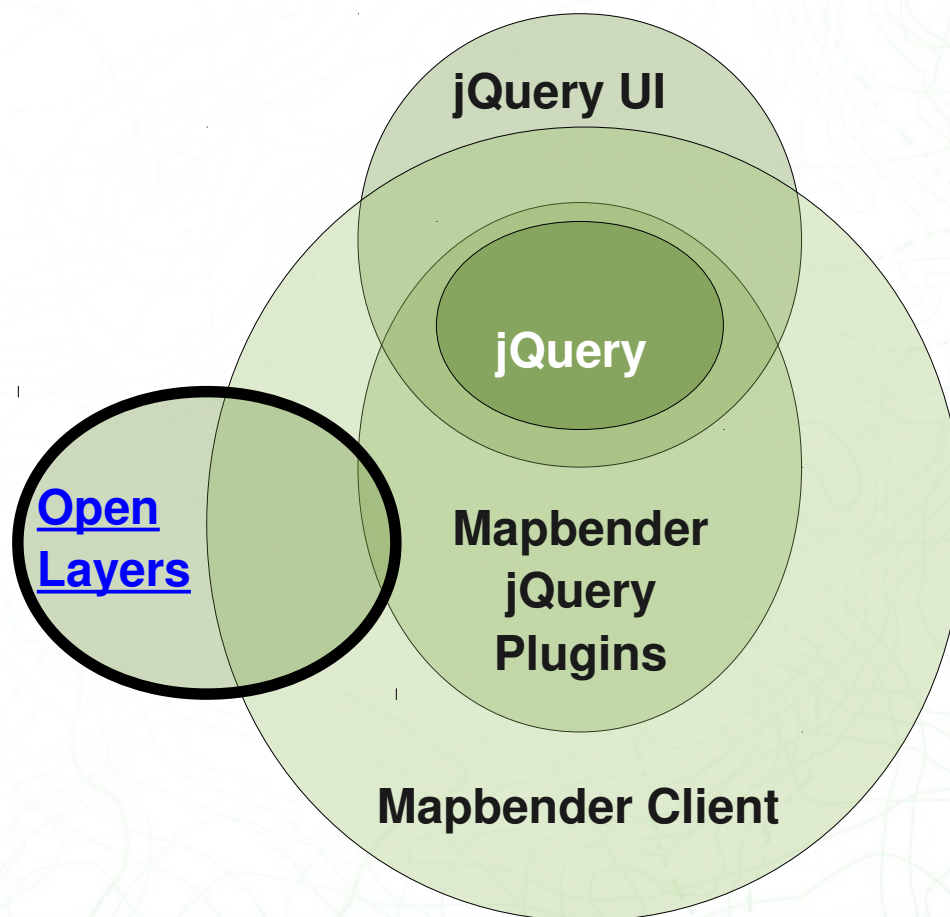 jQuery UI
jQuery
Open
Layers
Mapbender
jQuery
Plugins
Mapbender Client